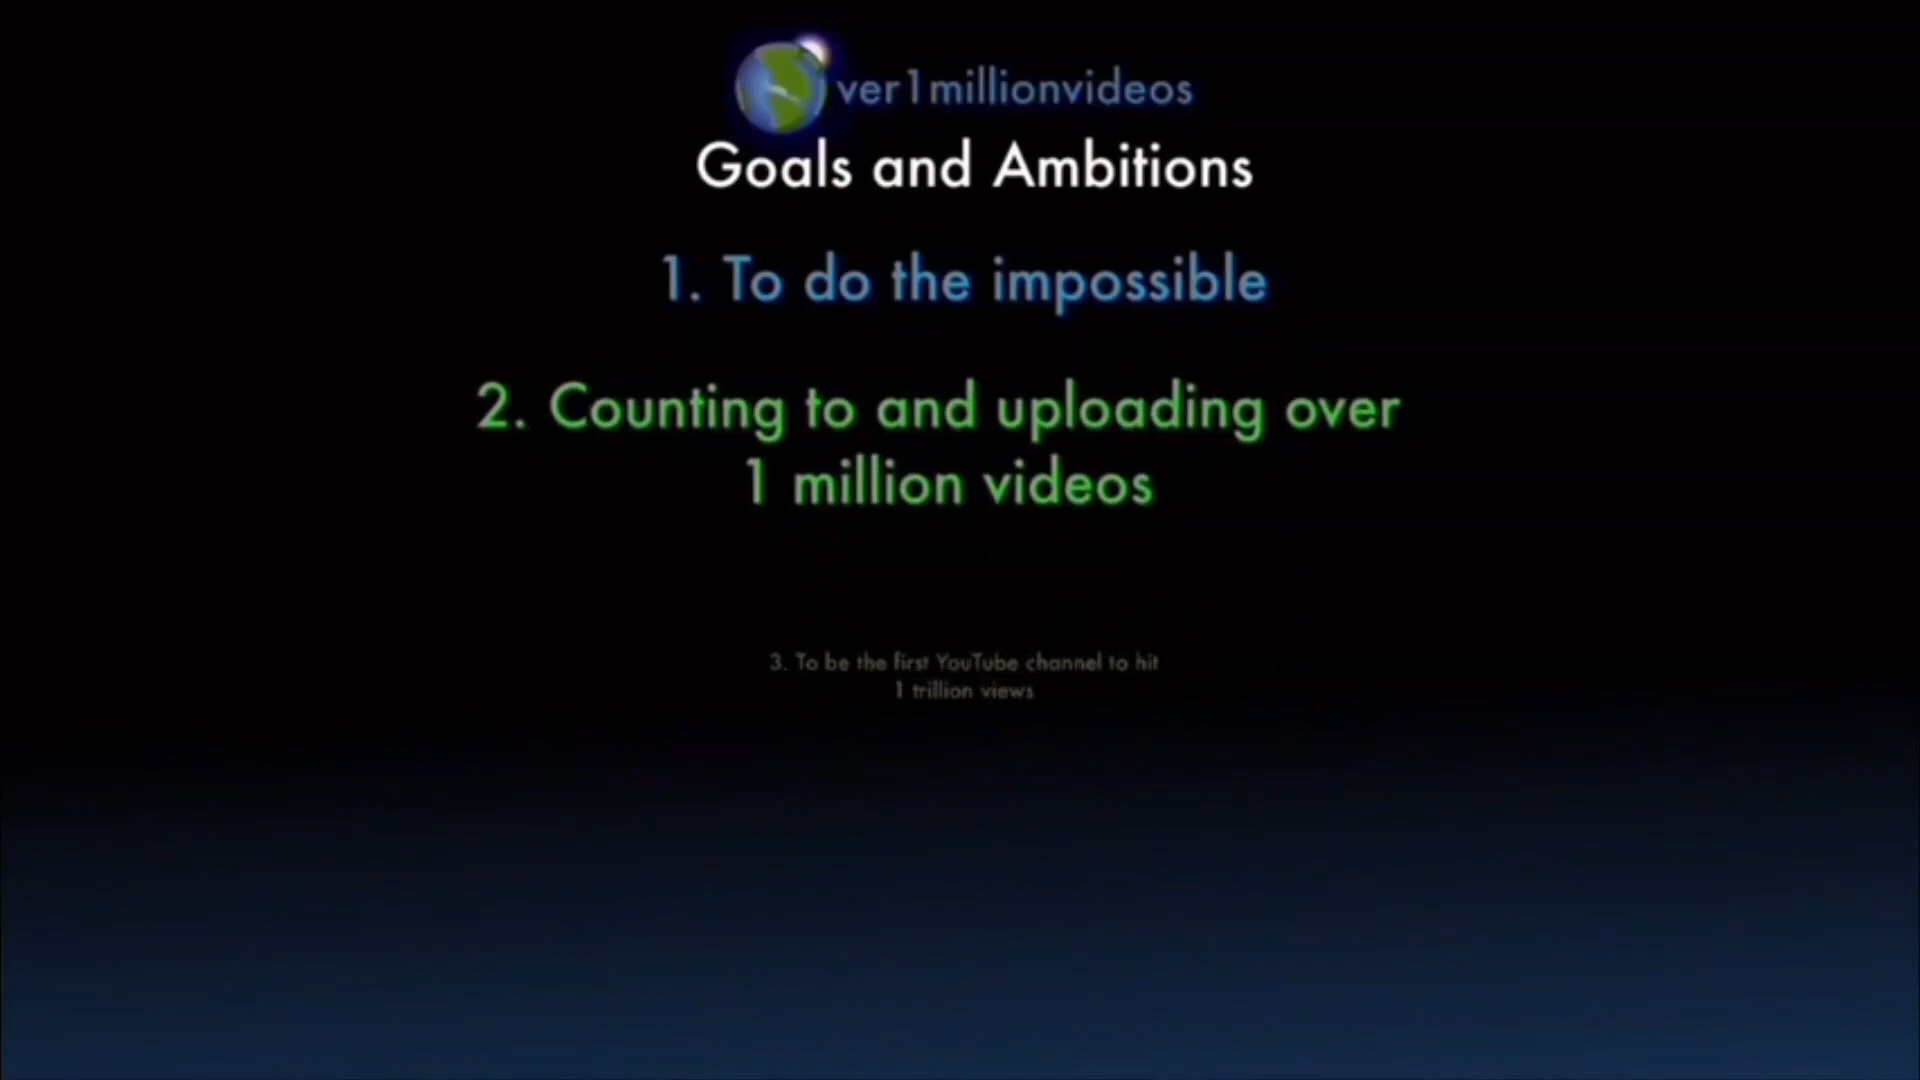 ver1millionvideos
Goals and Ambitions
1. To do the impossible
2. Counting to and uploading over
1 million videos
3. To be the first YouTube channel to hit
1 trillion views